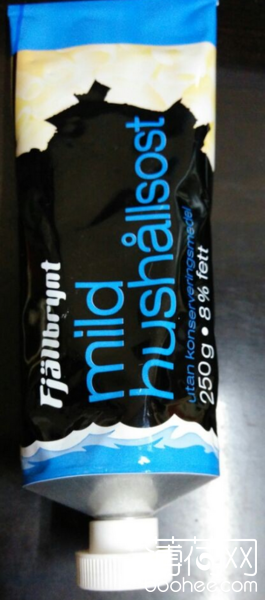 Fjällbrynt
mild
hushållsost
utan konserveringsmedel
250 g • 8% fett
薄荷网
boohee.com